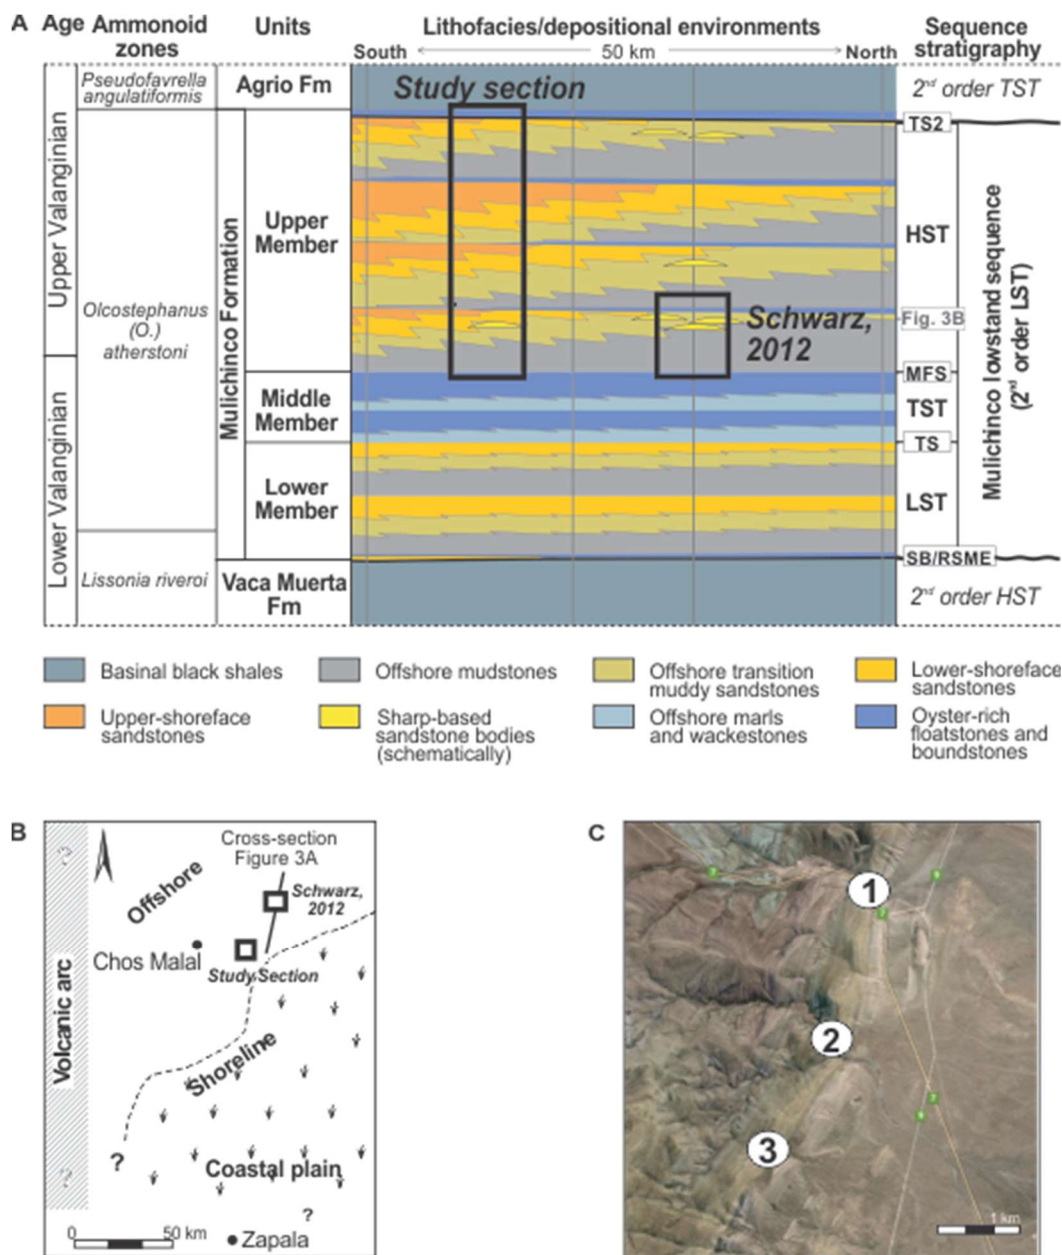 A
Age
Ammonoid
zones
Units
Lithofacies/depositional environments
South
50 km
North
Sequence
stratigraphy
Pseudofavrella
angulatiformis
Agrio Fm
Study section
2nd order TST
TS2
Upper Valanginian
Lower Valanginian
Olcostephanus
(O.)
atherstoni
Lissonia riveroi
Mulichinco Formation
Upper
Member
Middle
Member
Lower
Member
Vaca Muerta
Fm
Schwarz,
2012
HST
Fig. 3B
MFS
TST
TS
LST
SB/RSME
2nd order HST
Mulichinco lowstand sequence
(2nd order LST)
Basinal black shales
Offshore mudstones
Offshore transition
muddy sandstones
Lower-shoreface
sandstones
Upper-shoreface
sandstones
Sharp-based
sandstone bodies
(schematically)
Offshore marls
and wackestones
Oyster-rich
floatstones and
boundstones
B
?
Cross-section
Figure 3A
Offshore
Schwarz,
2012
Chos Malal
Study Section
Volcanic arc
Shoreline
?
Coastal plain
?
?
0
50 km
Zapala
C
1
2
3
7
7
7
1 km